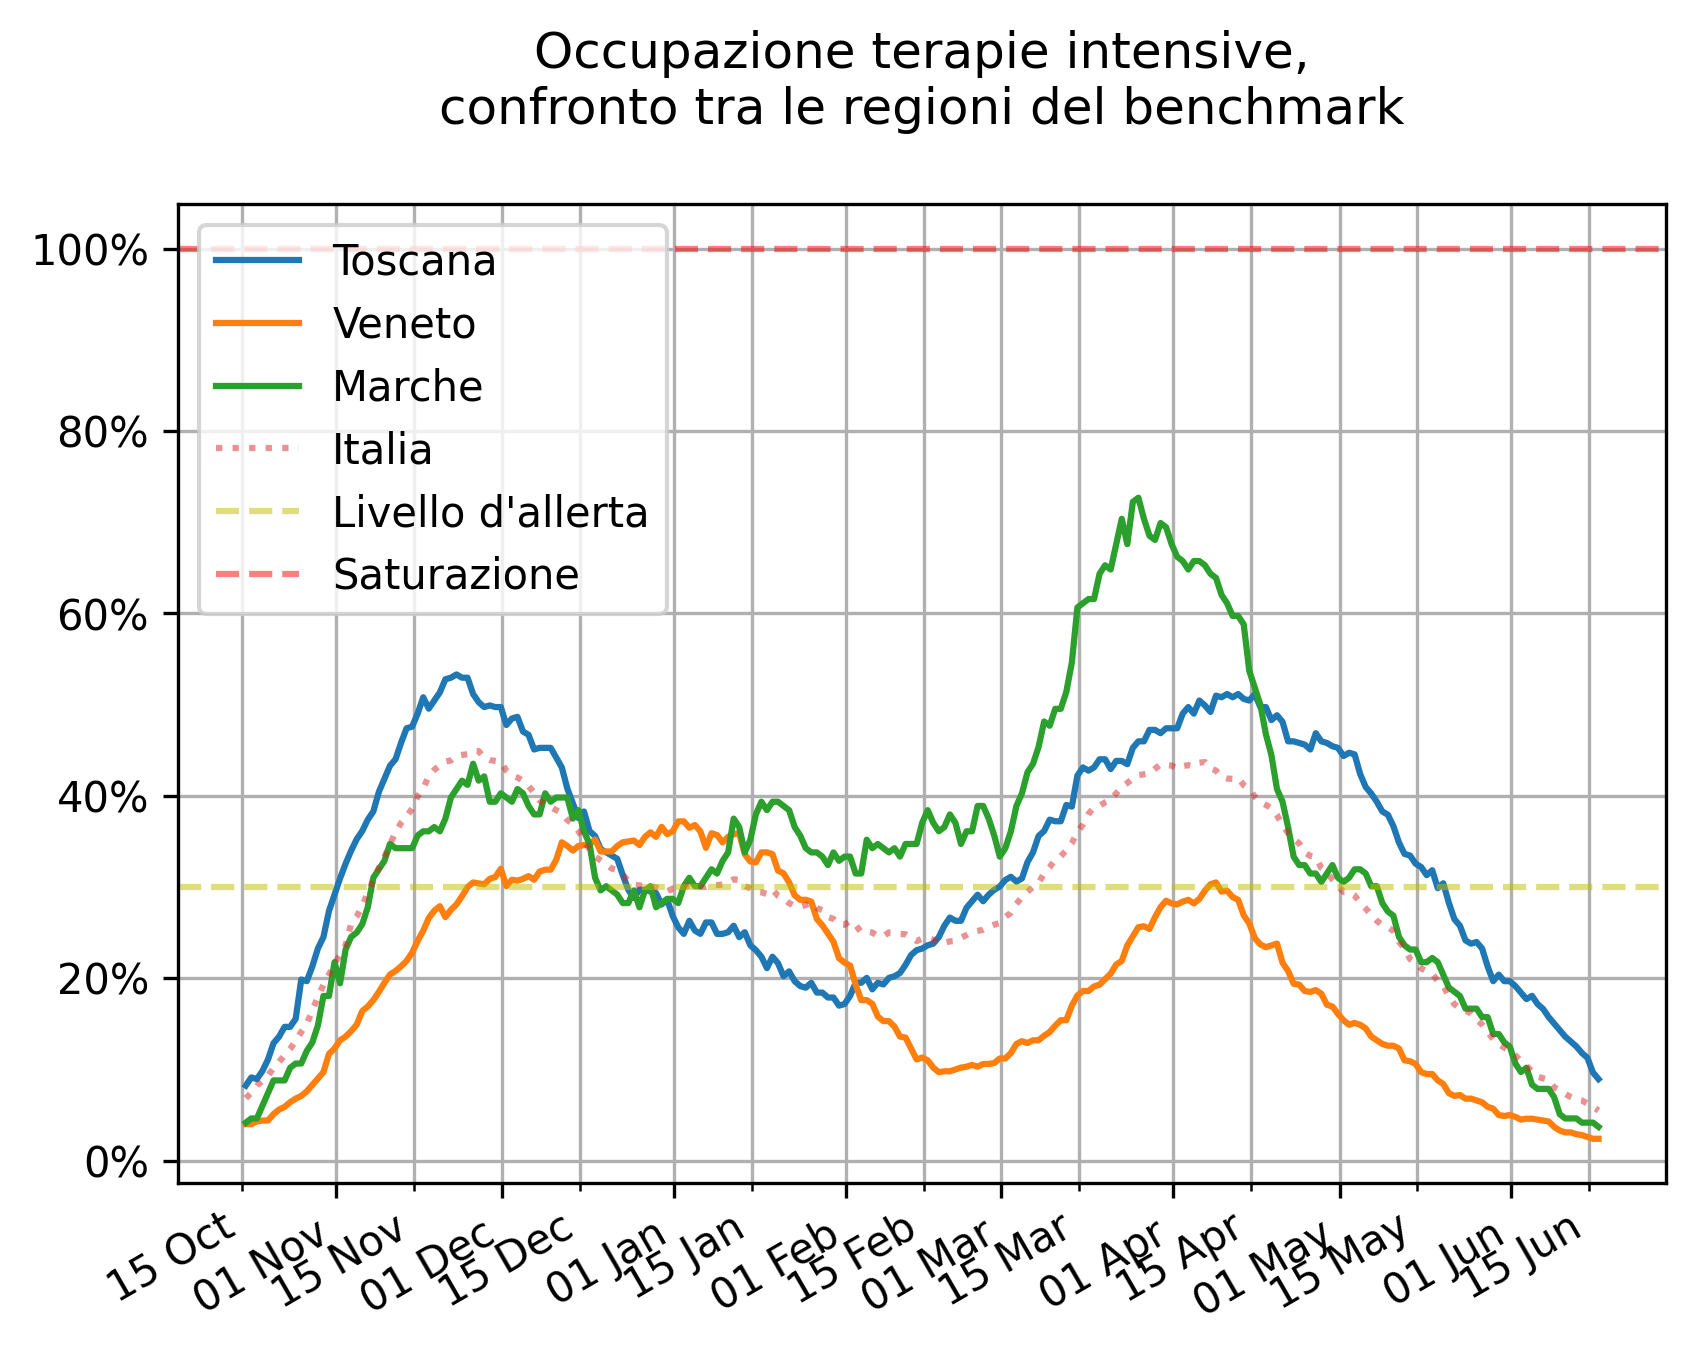 Occupazione terapie intensive,
confronto tra le regioni del benchmark
100%
80%
60%
40%
20%
0%
Toscana
Veneto
Marche
Italia
Livello d'allerta
Saturazione
15 Oct
01 Nov
15 Nov
01 Dec
15 Dec
01 Jan
15 Jan
01 Feb
15 Feb
01 Mar
15 Mar
01 Apr
15 Apr
01 May
15 May
01 Jun
15 Jun